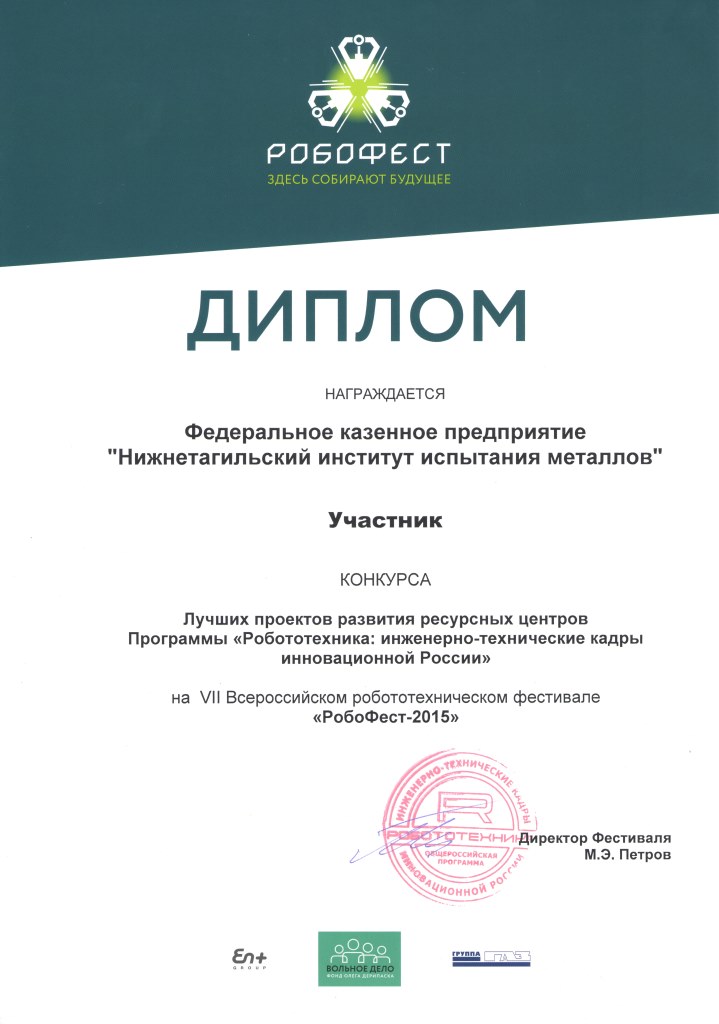 РОБОФЕСТ
ЗДЕСЬ СОБИРАЮТ БУДУЩЕЕ
ДИПЛОМ
НАГРАЖДАЕТСЯ
Федеральное казенное предприятие
"Нижнетагильский институт испытания металлов"
Участник
КОНКУРСА
Лучших проектов развития ресурсных центров
Программы «Робототехника: инженерно-технические кадры
инновационной России»
на VII Всероссийском робототехническом фестивале
«РобоФест-2015»
ИНЖЕНЕРНО-ТЕХНИЧЕСКИЕ КАДРЫ
R
РОБОТОТЕХНИК
ОБЩЕРОССИЙСКАЯ
ПРОГРАММА
ИННОВАЦИОННОЙ РОССИИ
Директор Фестиваля
М.Э. Петров
En+
GROUP
ВОЛЬНОЕ ДЕЛО
ФОНД ОЛЕГА ДЕРИПАСКА
ГРУППА
ГАЗ